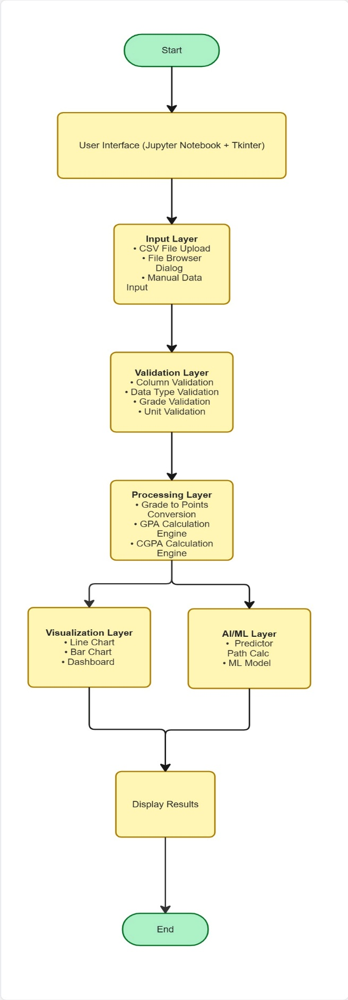 Start
User Interface (Jupyter Notebook + Tkinter)
Input Layer
• CSV File Upload
• File Browser
Dialog
• Manual Data
Input
Validation Layer
• Column Validation
• Data Type Validation
• Grade Validation
• Unit Validation
Processing Layer
• Grade to Points
Conversion
• GPA Calculation
Engine
• CGPA Calculation
Engine
Visualization Layer
• Line Chart
• Bar Chart
• Dashboard
AI/ML Layer
• Predictor
Path Calc
• ML Model
Display Results
End